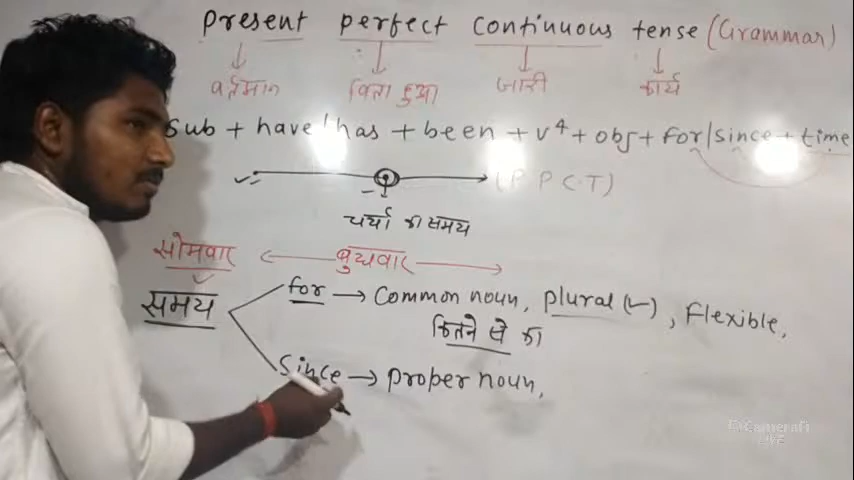 Present perfect continuous tense (Grammar)
वर्तमान बिता हुआ जारी कार्य
Sub + have/has + been + v⁴ + obj + for/since + time
(P P C.T)
चर्या का समय
सोमवार बुधवार
for → Common noun, plural (–), Flexible,
समय
कितने से का
Since → proper noun,
LIVE